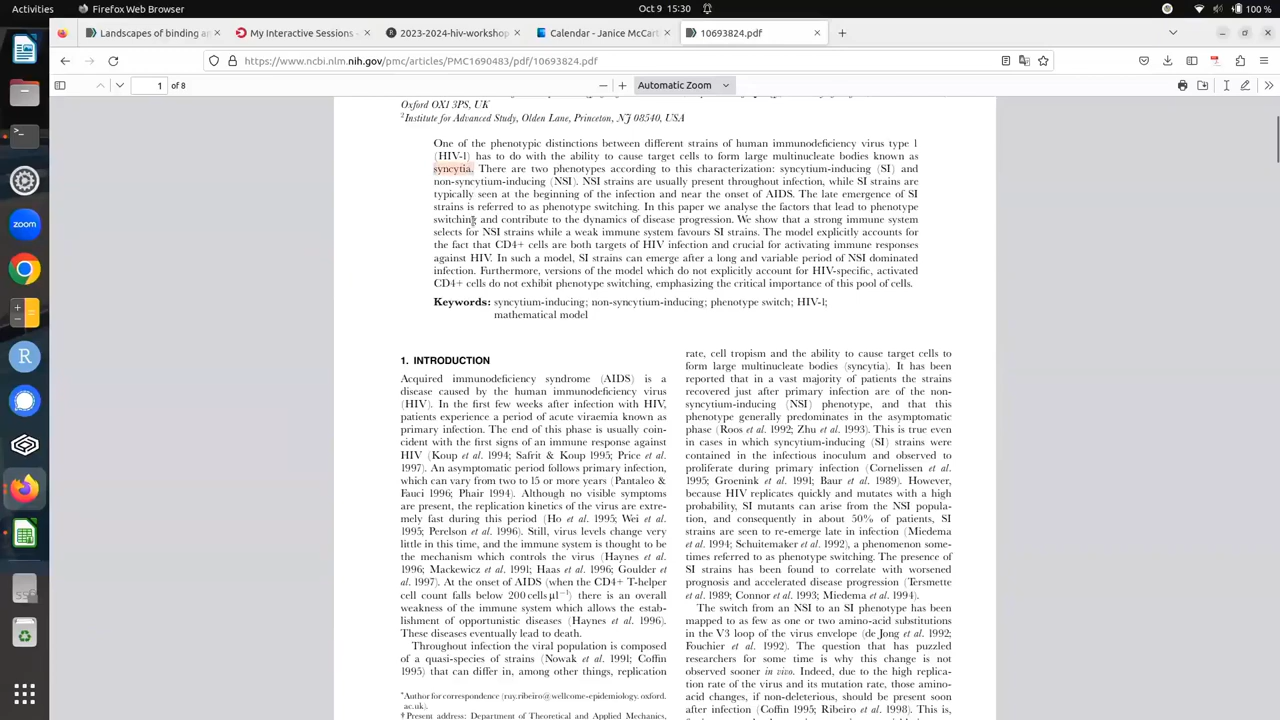 Activities
Firefox Web Browser
Oct 9 15:30
100 %
Landscapes of binding an
My Interactive Sessions -
2023-2024-hiv-workshop
Calendar - Janice McCar
10693824.pdf
https://www.ncbi.nlm.nih.gov/pmc/articles/PMC1690483/pdf/10693824.pdf
1 of 8
Automatic Zoom
Oxford OX1 3PS, UK
2Institute for Advanced Study, Olden Lane, Princeton, NJ 08540, USA
One of the phenotypic distinctions between different strains of human immunodeficiency virus type 1
(HIV-1) has to do with the ability to cause target cells to form large multinucleate bodies known as
syncytia. There are two phenotypes according to this characterization: syncytium-inducing (SI) and
non-syncytium-inducing (NSI). NSI strains are usually present throughout infection, while SI strains are
typically seen at the beginning of the infection and near the onset of AIDS. The late emergence of SI
strains is referred to as phenotype switching. In this paper we analyse the factors that lead to phenotype
switching and contribute to the dynamics of disease progression. We show that a strong immune system
selects for NSI strains while a weak immune system favours SI strains. The model explicitly accounts for
the fact that CD4+ cells are both targets of HIV infection and crucial for activating immune responses
against HIV. In such a model, SI strains can emerge after a long and variable period of NSI dominated
infection. Furthermore, versions of the model which do not explicitly account for HIV-specific, activated
CD4+ cells do not exhibit phenotype switching, emphasizing the critical importance of this pool of cells.
Keywords: syncytium-inducing; non-syncytium-inducing; phenotype switch; HIV-1;
mathematical model
1. INTRODUCTION
Acquired immunodeficiency syndrome (AIDS) is a
disease caused by the human immunodeficiency virus
(HIV). In the first few weeks after infection with HIV,
patients experience a period of acute viraemia known as
primary infection. The end of this phase is usually coin-
cident with the first signs of an immune response against
HIV (Koup et al. 1994; Safrit & Koup 1995; Price et al.
1997). An asymptomatic period follows primary infection,
which can vary from two to 15 or more years (Pantaleo &
Fauci 1996; Phair 1994). Although no visible symptoms
are present, the replication kinetics of the virus are extre-
mely fast during this period (Ho et al. 1995; Wei et al.
1995; Perelson et al. 1996). Still, virus levels change very
little in this time, and the immune system is thought to be
the mechanism which controls the virus (Haynes et al.
1996; Mackewicz et al. 1991; Haas et al. 1996; Goulder et
al. 1997). At the onset of AIDS (when the CD4+ T-helper
cell count falls below 200 cells μl−1) there is an overall
weakness of the immune system which allows the estab-
lishment of opportunistic diseases (Haynes et al. 1996).
These diseases eventually lead to death.
Throughout infection the viral population is composed
of a quasi-species of strains (Nowak et al. 1991; Coffin
1995) that can differ in, among other things, replication
*Author for correspondence (ruy.ribeiro@wellcome-epidemiology.oxford.
ac.uk).
†Present address: Department of Theoretical and Applied Mechanics,
rate, cell tropism and the ability to cause target cells to
form large multinucleate bodies (syncytia). It has been
reported that in a vast majority of patients the strains
recovered just after primary infection are of the non-
syncytium-inducing (NSI) phenotype, and that this
phenotype generally predominates in the asymptomatic
phase (Roos et al. 1992; Zhu et al. 1993). This is true even
in cases in which syncytium-inducing (SI) strains were
contained in the infectious inoculum and observed to
proliferate during primary infection (Cornelissen et al.
1995; Groenink et al. 1991; Baur et al. 1989). However,
because HIV replicates quickly and mutates with a high
probability, SI mutants can arise from the NSI popula-
tion, and consequently in about 50% of patients, SI
strains are seen to re-emerge late in infection (Miedema
et al. 1994; Schuitemaker et al. 1992), a phenomenon some-
times referred to as phenotype switching. The presence of
SI strains has been found to correlate with worsened
prognosis and accelerated disease progression (Tersmette
et al. 1989; Connor et al. 1993; Miedema et al. 1994).
The switch from an NSI to an SI phenotype has been
mapped to as few as one or two amino-acid substitutions
in the V3 loop of the virus envelope (de Jong et al. 1992;
Fouchier et al. 1992). The question that has puzzled
researchers for some time is why this change is not
observed sooner in vivo. Indeed, due to the high replica-
tion rate of the virus and its mutation rate, those amino-
acid changes, if non-deleterious, should be present soon
after infection (Coffin 1995; Ribeiro et al. 1998). This is,
zoom
R